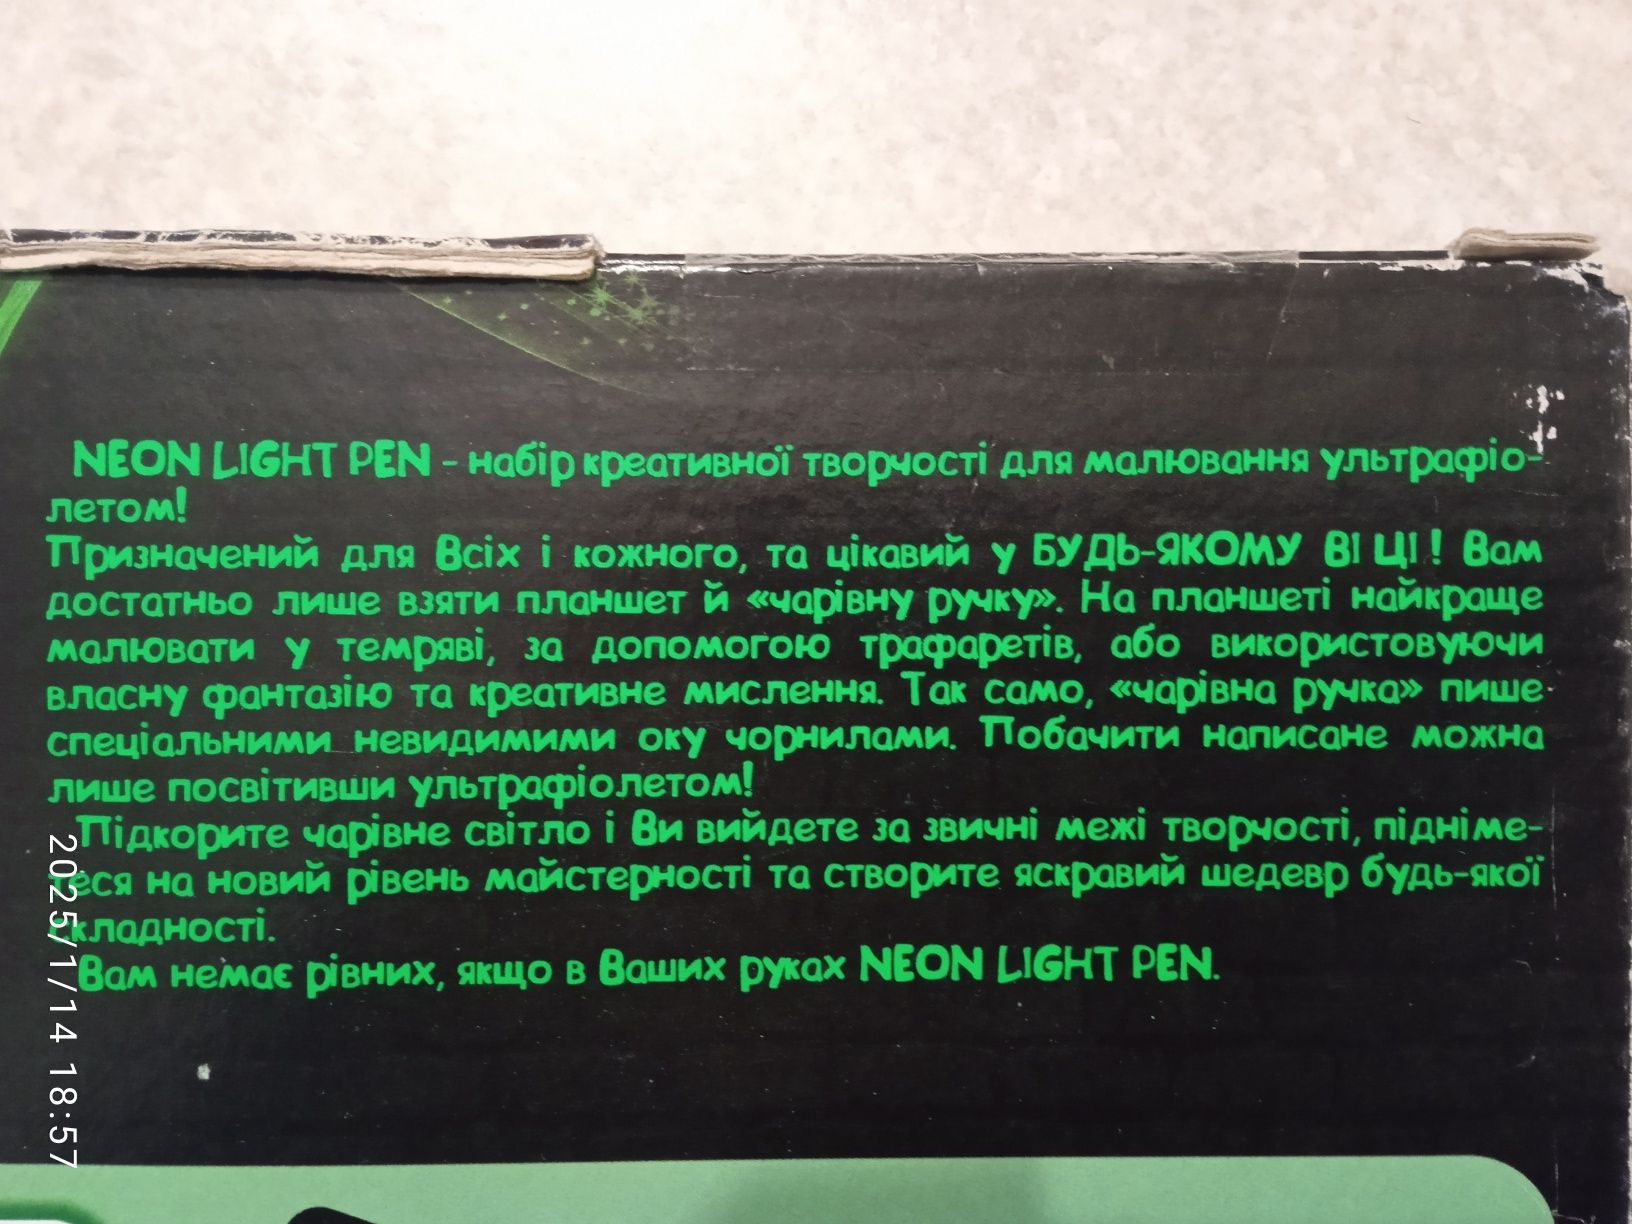 NEON LIGHT PEN - набір креативної творчості для малювання ультрафіо-
летом!
Призначений для Всіх і кожного, та цікавий у БУДЬ-ЯКОМУ ВІ ЦІ! Вам
достатньо лише взяти планшет й «чарівну ручку». На планшеті найкраще
малювати у темряві, за допомогою трафаретів, або використовуючи
власну фантазію та креативне мислення. Так само, «чарівна ручка» пише
спеціальними невидимими оку чорнилами. Побачити написане можна
лише посвітивши ультрафіолетом!
Підкорите чарівне світло і Ви вийдете за звичні межі творчості, підніме-
теся на новий рівень майстерності та створите яскравий шедевр будь-якої
складності.
Вам немає рівних, якщо в Ваших руках NEON LIGHT PEN.
2025/1/14 18:57